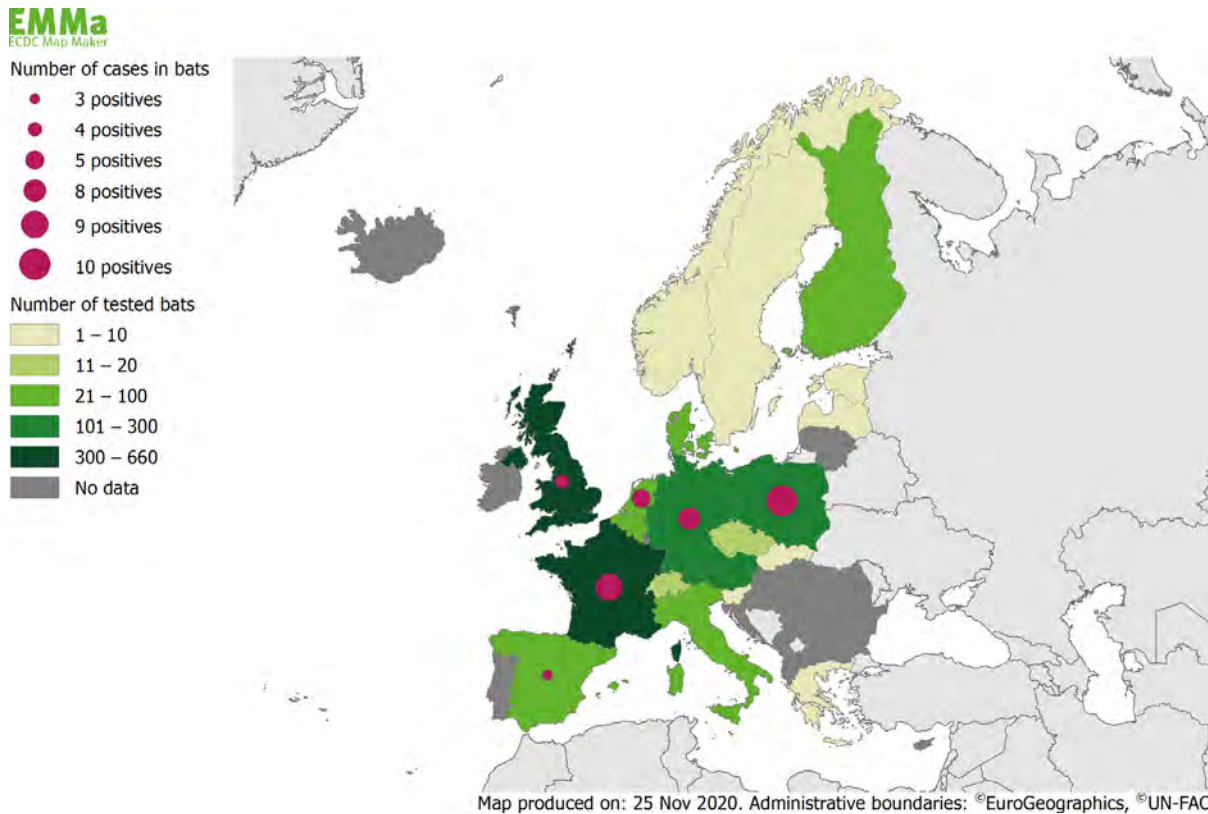 EMMa
ECDC Map Maker
Number of cases in bats
3 positives
4 positives
5 positives
8 positives
9 positives
10 positives
Number of tested bats
1 – 10
11 – 20
21 – 100
101 – 300
300 – 660
No data
Map produced on: 25 Nov 2020. Administrative boundaries: ©EuroGeographics, ©UN-FAO